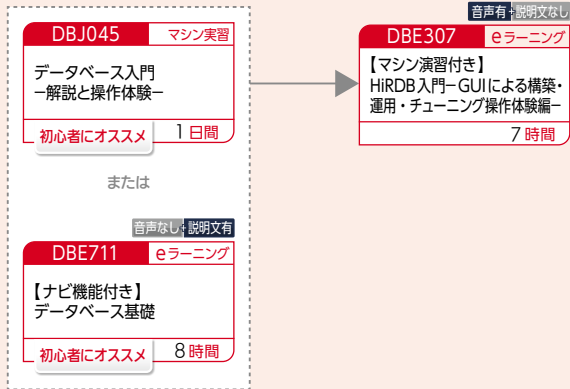 DBJ045 マシン実習
データベース入門
−解説と操作体験−
初心者にオススメ 1日間
または
音声なし・説明文有
DBE711 eラーニング
【ナビ機能付き】
データベース基礎
初心者にオススメ 8時間
音声有・説明文なし
DBE307 eラーニング
【マシン演習付き】
HiRDB入門−GUIによる構築・
運用・チューニング操作体験編−
7時間